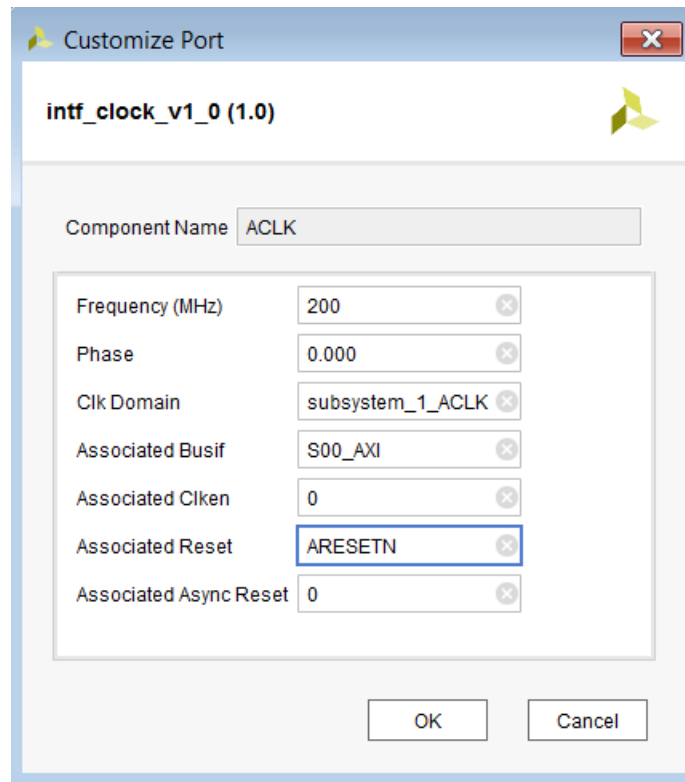 Customize Port
intf_clock_v1_0 (1.0)
Component Name ACLK
Frequency (MHz) 200
Phase 0.000
Clk Domain subsystem_1_ACLK
Associated Busif S00_AXI
Associated Clken 0
Associated Reset ARESETN
Associated Async Reset 0
OK Cancel